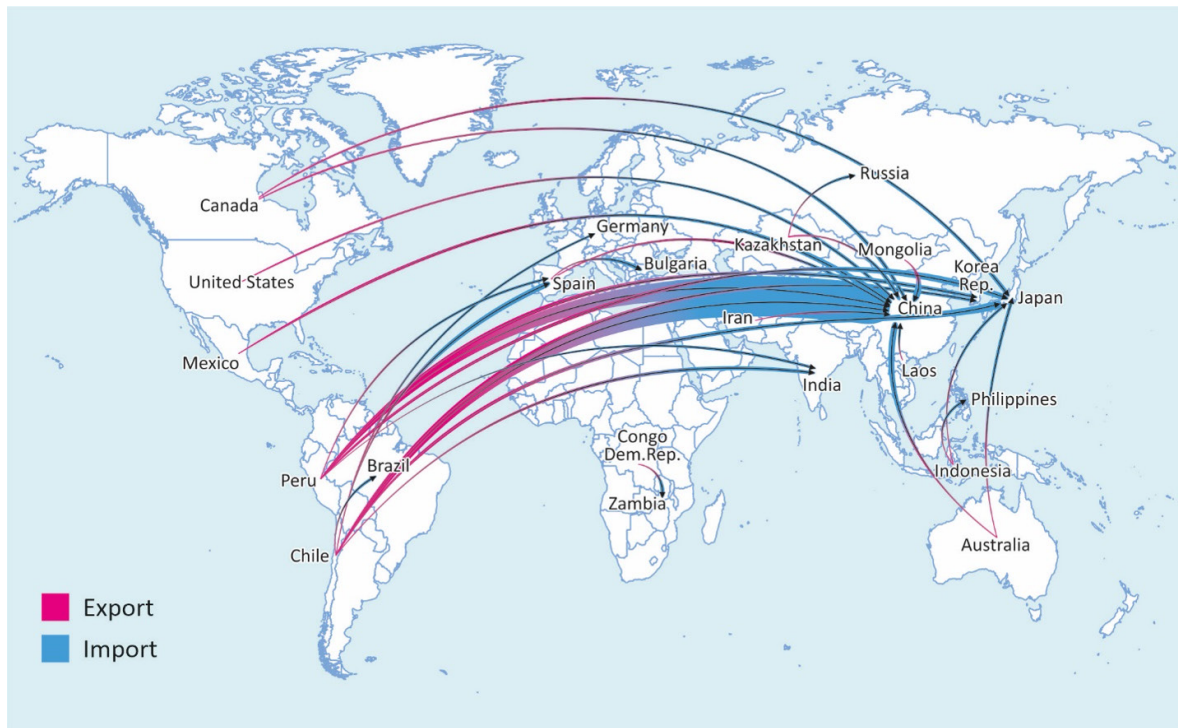 Russia
Canada
Germany
Kazakhstan
Mongolia
Bulgaria
Korea
Rep.
United States
Spain
Japan
China
Iran
Mexico
Laos
India
Philippines
Congo
Dem.Rep.
Brazil
Peru
Indonesia
Zambia
Chile
Australia
Export
Import